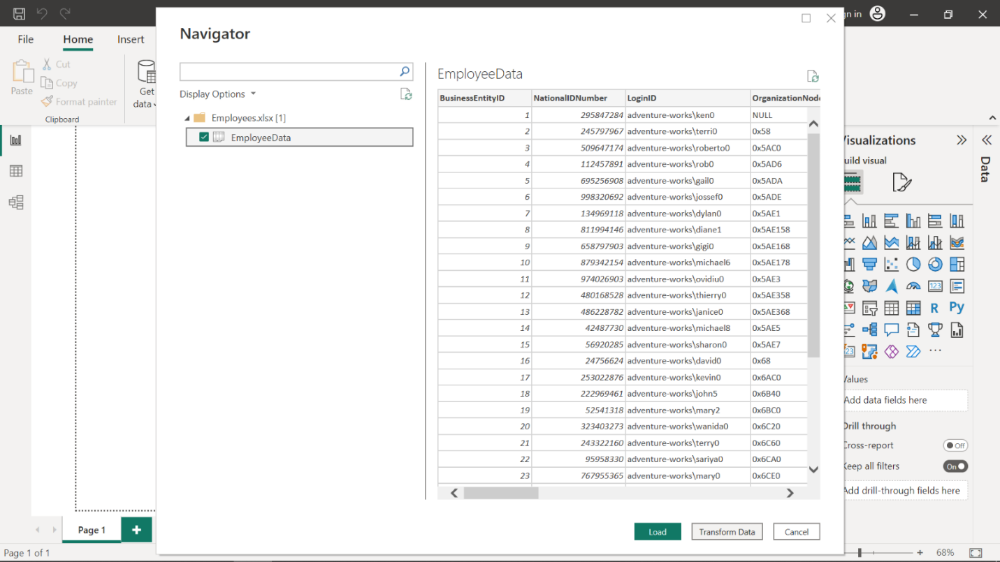 gn in
File Home Insert
Paste
Cut
Copy
Format painter
Get
data
Clipboard
Navigator
Display Options
Employees.xlsx [1]
EmployeeData
EmployeeData
BusinessEntityID NationalIDNumber LoginID OrganizationNode
1 295847284 adventure-works\ken0 NULL
2 245797967 adventure-works\terri0 0x58
3 509647174 adventure-works\roberto0 0x5AC0
4 112457891 adventure-works\rob0 0x5AD6
5 695256908 adventure-works\gail0 0x5ADA
6 998320692 adventure-works\jossef0 0x5ADE
7 134969118 adventure-works\dylan0 0x5AE1
8 811994146 adventure-works\diane1 0x5AE158
9 658797903 adventure-works\gigi0 0x5AE168
10 879342154 adventure-works\michael6 0x5AE178
11 974026903 adventure-works\ovidiu0 0x5AE3
12 480168528 adventure-works\thierry0 0x5AE358
13 486228782 adventure-works\janice0 0x5AE368
14 42487730 adventure-works\michael8 0x5AE5
15 56920285 adventure-works\sharon0 0x5AE7
16 24756624 adventure-works\david0 0x68
17 253022876 adventure-works\kevin0 0x6AC0
18 222969461 adventure-works\john5 0x6B40
19 52541318 adventure-works\mary2 0x6BC0
20 323403273 adventure-works\wanida0 0x6C20
21 243322160 adventure-works\terry0 0x6C60
22 95958330 adventure-works\sariya0 0x6CA0
23 767955365 adventure-works\mary0 0x6CE0
Load Transform Data Cancel
Visualizations
uild visual
123
R Py
123
Values
Add data fields here
Drill through
Cross-report Off
Keep all filters On
Add drill-through fields here
Data
Page 1
Page 1 of 1
68%